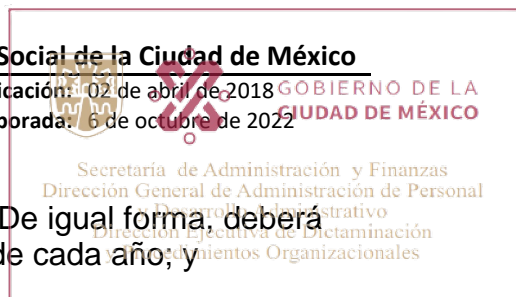 Social de la Ciudad de México
icación: 02 de abril de 2018
porada: 6 de octubre de 2022
GOBIERNO DE LA
CIUDAD DE MÉXICO
Secretaría de Administración y Finanzas
Dirección General de Administración de Personal
y Desarrollo Administrativo
Dirección Ejecutiva de Dictaminación
y Procedimientos Organizacionales
De igual forma, deberá
de cada año; y